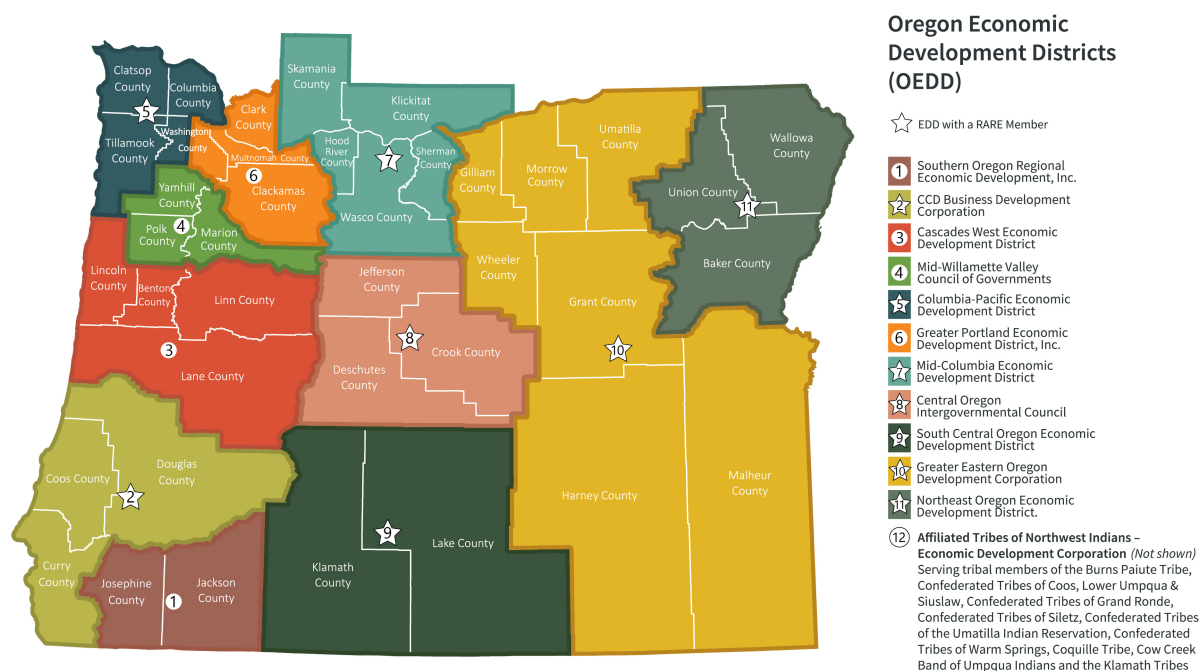 Oregon Economic
Development Districts
(OEDD)
EDD with a RARE Member
1 Southern Oregon Regional
Economic Development, Inc.
2 CCD Business Development
Corporation
3 Cascades West Economic
Development District
4 Mid-Willamette Valley
Council of Governments
5 Columbia-Pacific Economic
Development District
6 Greater Portland Economic
Development District, Inc.
7 Mid-Columbia Economic
Development District
8 Central Oregon
Intergovernmental Council
9 South Central Oregon Economic
Development District
10 Greater Eastern Oregon
Development Corporation
11 Northeast Oregon Economic
Development District.
12 Affiliated Tribes of Northwest Indians –
Economic Development Corporation (Not shown)
Serving tribal members of the Burns Paiute Tribe,
Confederated Tribes of Coos, Lower Umpqua &
Siuslaw, Confederated Tribes of Grand Ronde,
Confederated Tribes of Siletz, Confederated Tribes
of the Umatilla Indian Reservation, Confederated
Tribes of Warm Springs, Coquille Tribe, Cow Creek
Band of Umpqua Indians and the Klamath Tribes
Clatsop
County
Columbia
County
5
Tillamook
County
Washington
County
Clark
County
Multnomah County
6
Clackamas
County
Skamania
County
Klickitat
County
Hood
River
County
7
Sherman
County
Wasco County
Gilliam
County
Morrow
County
Umatilla
County
Wallowa
County
Union County
11
Baker County
Yamhill
County
Polk
County
4
Marion
County
Lincoln
County
Benton
County
Linn County
3
Lane County
Jefferson
County
8
Crook County
Deschutes
County
Wheeler
County
Grant County
10
Harney County
Malheur
County
Coos County
Douglas
County
2
Curry
County
Josephine
County
1
Jackson
County
Klamath
County
9
Lake County